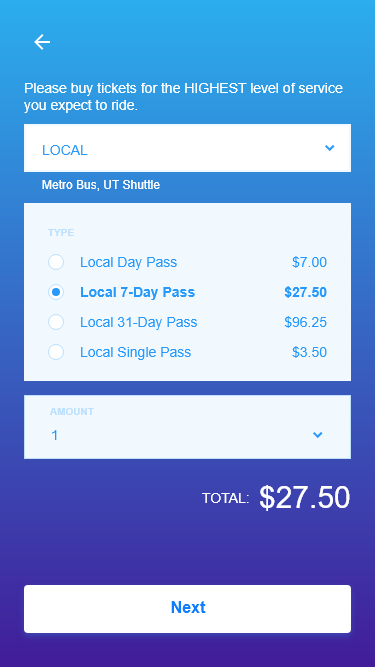 Please buy tickets for the HIGHEST level of service
you expect to ride.
LOCAL
Metro Bus, UT Shuttle
TYPE
Local Day Pass $7.00
Local 7-Day Pass $27.50
Local 31-Day Pass $96.25
Local Single Pass $3.50
AMOUNT
1
TOTAL: $27.50
Next